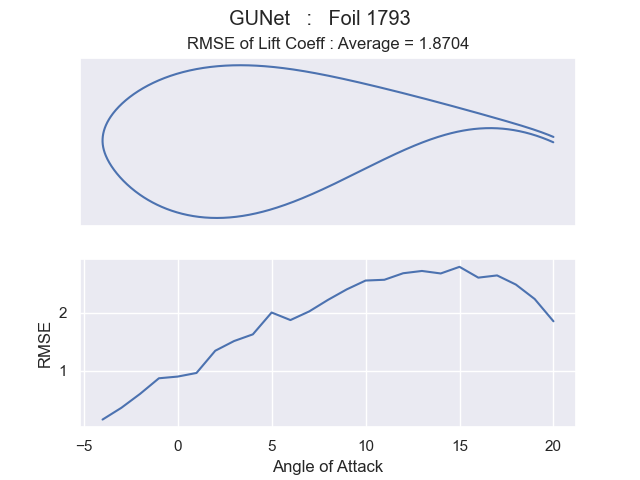 GUNet   :   Foil 1793
RMSE of Lift Coeff : Average = 1.8704
2
1
RMSE
−5 0 5 10 15 20
Angle of Attack